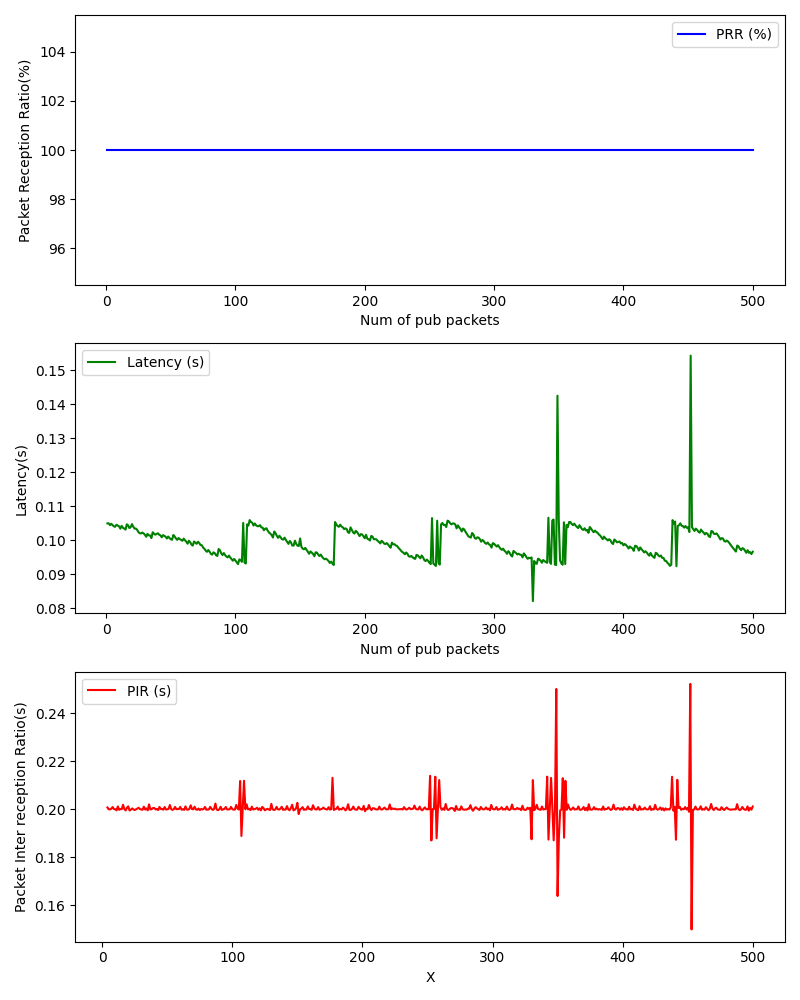 PRR (%)
Packet Reception Ratio(%)
104
102
100
98
96
0 100 200 300 400 500
Num of pub packets
Latency (s)
Latency(s)
0.15
0.14
0.13
0.12
0.11
0.10
0.09
0.08
0 100 200 300 400 500
Num of pub packets
PIR (s)
Packet Inter reception Ratio(s)
0.24
0.22
0.20
0.18
0.16
0 100 200 300 400 500
X